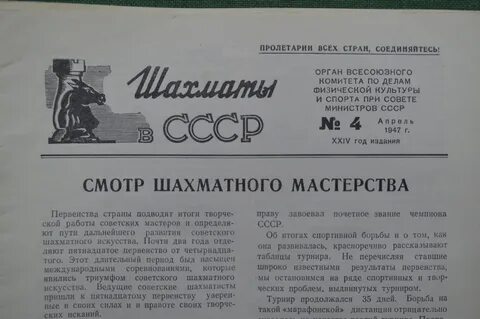 ПРОЛЕТАРИИ ВСЕХ СТРАН, СОЕДИНЯЙТЕСЬ!
Шахматы
в СССР
ОРГАН ВСЕСОЮЗНОГО
КОМИТЕТА ПО ДЕЛАМ
ФИЗИЧЕСКОЙ КУЛЬТУРЫ
И СПОРТА ПРИ СОВЕТЕ
МИНИСТРОВ СССР
№ 4 Апрель 1947 г.
XXIV год издания
СМОТР ШАХМАТНОГО МАСТЕРСТВА
Первенства страны подводят итоги творче-
ской работы советских мастеров и определя-
ют пути дальнейшего развития советского
шахматного искусства. Почти два года отде-
ляют пятнадцатое первенство от четырнадца-
того. Этот длительный период был насыщен
международными соревнованиями, которые
явились триумфом советского шахматного
искусства. Ведущие советские шахматисты
пришли к пятнадцатому первенству уверен-
ные в своих силах и в правоте своих творче-
ских исканий.
праву завоевал почетное звание чемпиона
СССР.
Об итогах спортивной борьбы и о том, как
она развивалась, красноречиво рассказывают
таблицы турнира. Не перечисляя ставшие
широко известными результаты первенства,
мы остановимся на ряде спортивных и творче-
ских проблем, выдвинутых турниром.
Турнир продолжался 35 дней. Борьба на
такой «марафонской» дистанции отрицательно